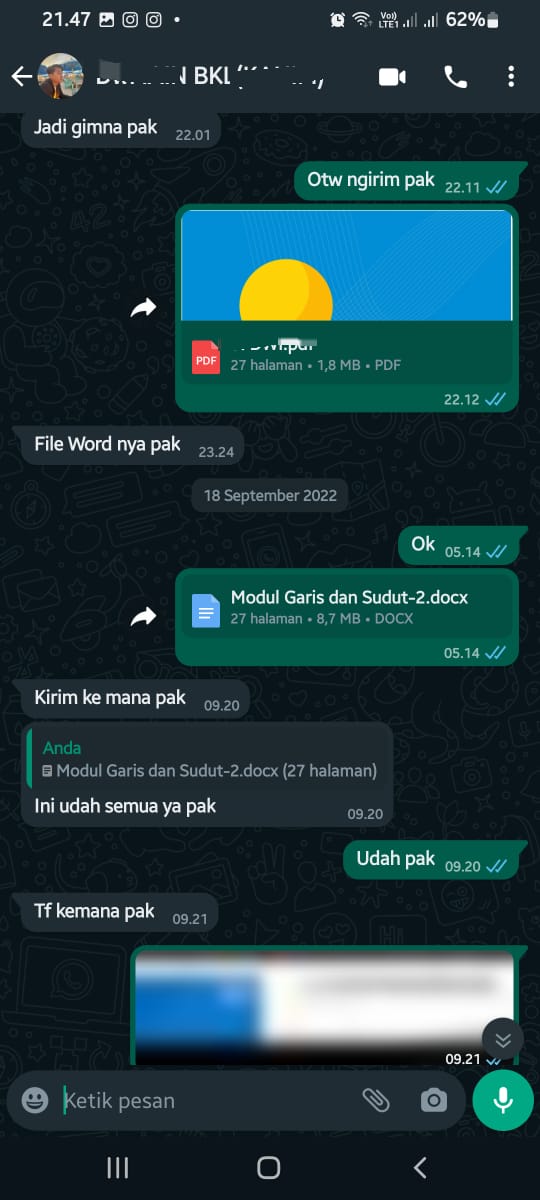 21.47
Voi)
LTE1
62%
BKL
Jadi gimna pak 22.01
Otw ngirim pak 22.11
PDF
27 halaman • 1,8 MB • PDF
22.12
File Word nya pak 23.24
18 September 2022
Ok 05.14
Modul Garis dan Sudut-2.docx
27 halaman • 8,7 MB • DOCX
05.14
Kirim ke mana pak 09.20
Anda
Modul Garis dan Sudut-2.docx (27 halaman)
Ini udah semua ya pak
09.20
Udah pak 09.20
Tf kemana pak 09.21
09.21
Ketik pesan